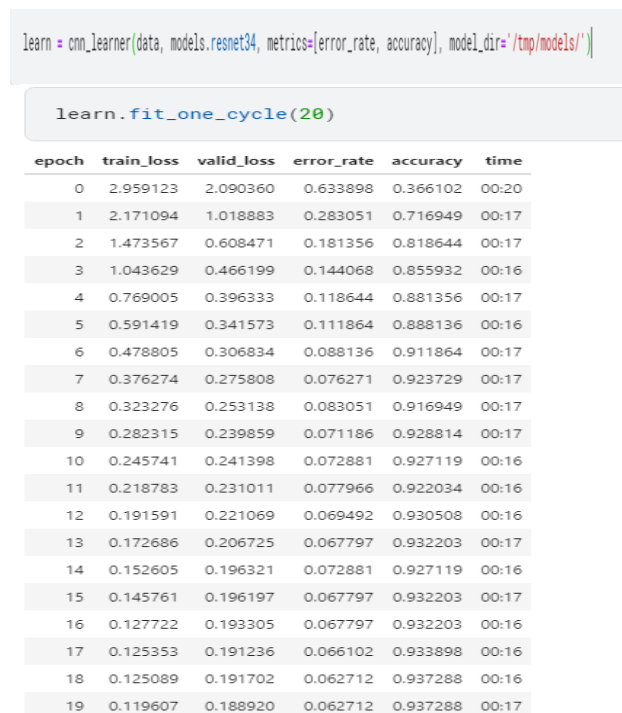 learn = cnn_learner(data, models.resnet34, metrics=[error_rate, accuracy], model_dir='/tmp/models/')
learn.fit_one_cycle(20)
epoch train_loss valid_loss error_rate accuracy time
0 2.959123 2.090360 0.633898 0.366102 00:20
1 2.171094 1.018883 0.283051 0.716949 00:17
2 1.473567 0.608471 0.181356 0.818644 00:17
3 1.043629 0.466199 0.144068 0.855932 00:16
4 0.769005 0.396333 0.118644 0.881356 00:17
5 0.591419 0.341573 0.111864 0.888136 00:16
6 0.478805 0.306834 0.088136 0.911864 00:17
7 0.376274 0.275808 0.076271 0.923729 00:17
8 0.323276 0.253138 0.083051 0.916949 00:17
9 0.282315 0.239859 0.071186 0.928814 00:17
10 0.245741 0.241398 0.072881 0.927119 00:16
11 0.218783 0.231011 0.077966 0.922034 00:16
12 0.191591 0.221069 0.069492 0.930508 00:16
13 0.172686 0.206725 0.067797 0.932203 00:17
14 0.152605 0.196321 0.072881 0.927119 00:16
15 0.145761 0.196197 0.067797 0.932203 00:17
16 0.127722 0.193305 0.067797 0.932203 00:16
17 0.125353 0.191236 0.066102 0.933898 00:16
18 0.125089 0.191702 0.062712 0.937288 00:16
19 0.119607 0.188920 0.062712 0.937288 00:17